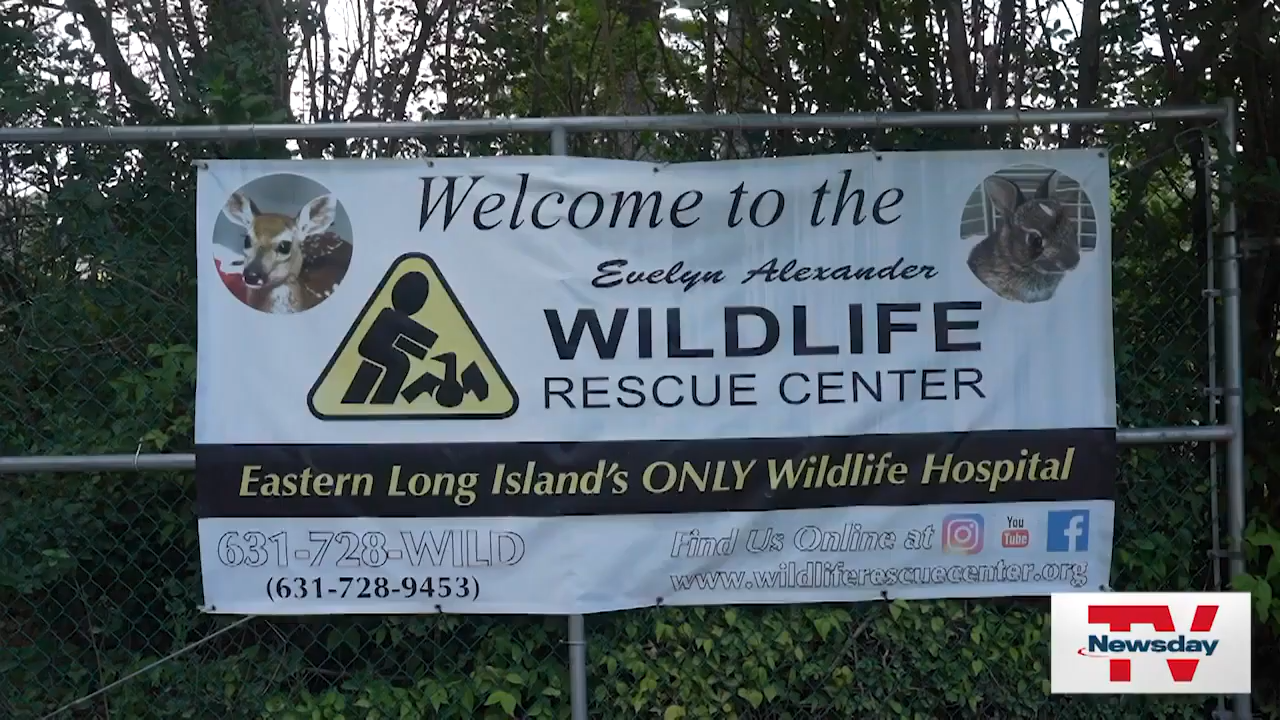 Welcome to the
Evelyn Alexander
WILDLIFE
RESCUE CENTER
Eastern Long Island's ONLY Wildlife Hospital
631-728-WILD
(631-728-9453)
Find Us Online at
You
Tube
f
www.wildliferescuecenter.org
TV
Newsday